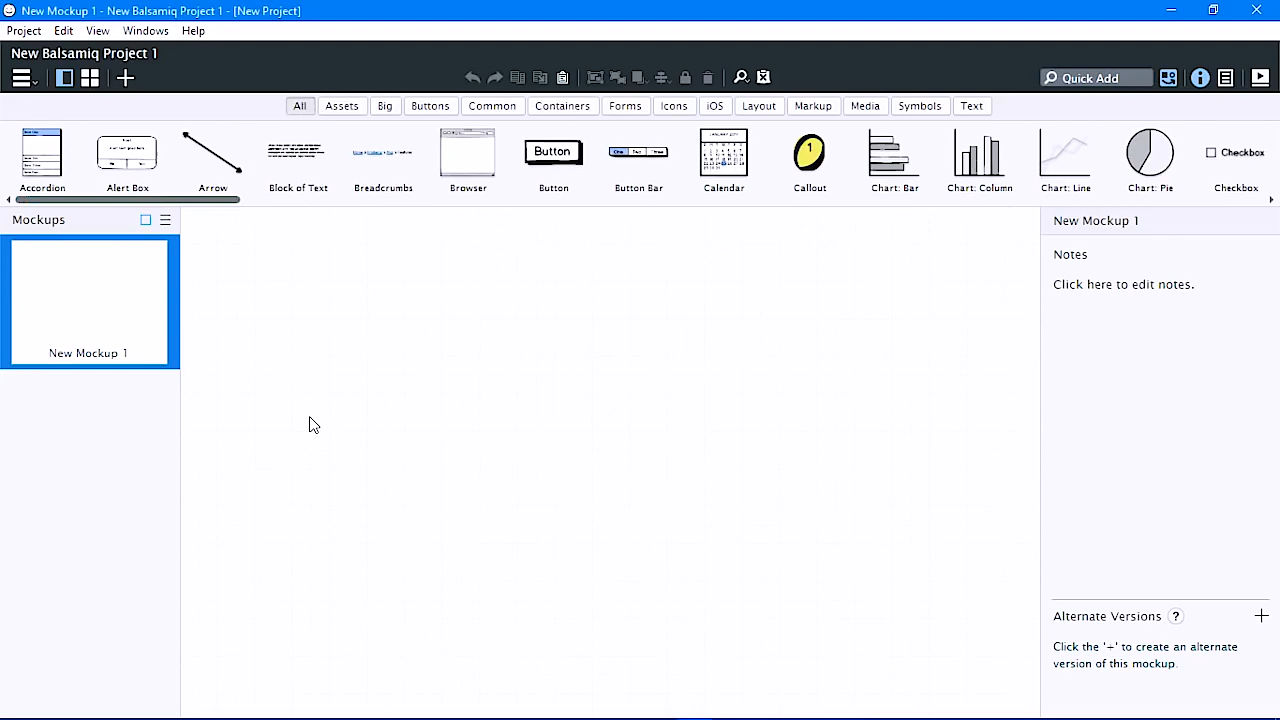 New Mockup 1 - New Balsamiq Project 1 - [New Project]
Project Edit View Windows Help
New Balsamiq Project 1
Quick Add
All Assets Big Buttons Common Containers Forms Icons iOS Layout Markup Media Symbols Text
Button
1
Checkbox
Accordion Alert Box Arrow Block of Text Breadcrumbs Browser Button Button Bar Calendar Callout Chart: Bar Chart: Column Chart: Line Chart: Pie Checkbox
Mockups
New Mockup 1
New Mockup 1
Notes
Click here to edit notes.
Alternate Versions ?
Click the '+' to create an alternate
version of this mockup.